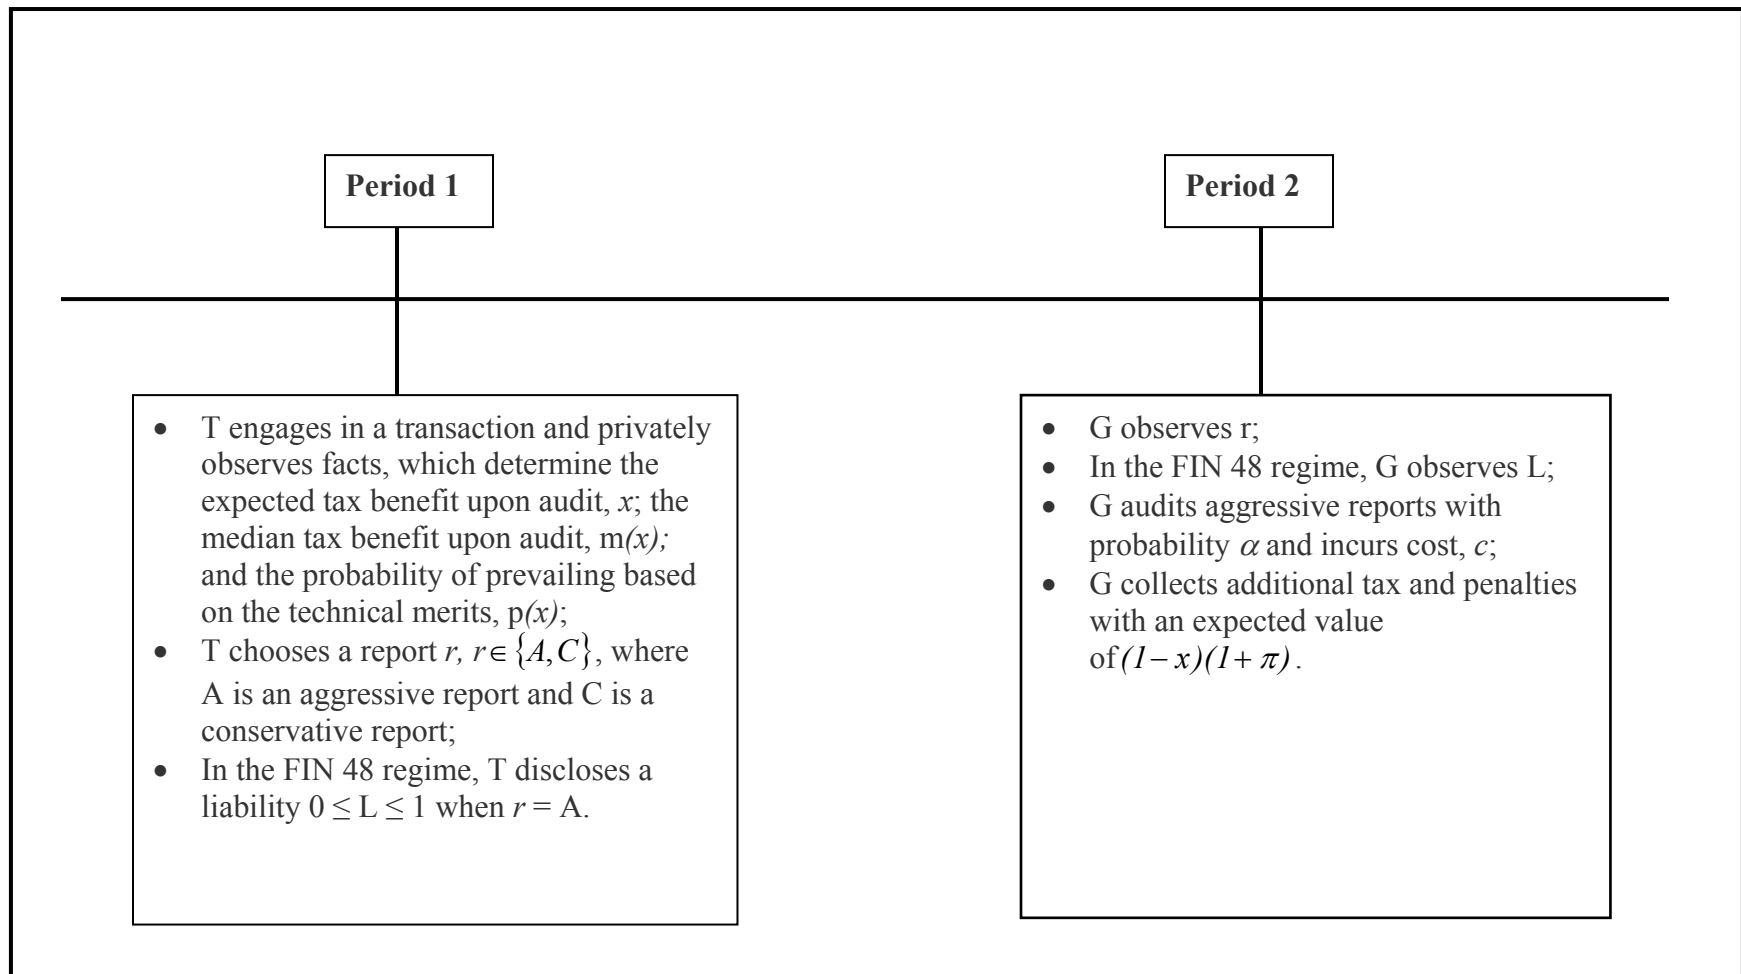 Period 1
Period 2
• T engages in a transaction and privately
observes facts, which determine the
expected tax benefit upon audit, x; the
median tax benefit upon audit, m(x);
and the probability of prevailing based
on the technical merits, p(x);
• T chooses a report r, r ∈ {A,C}, where
A is an aggressive report and C is a
conservative report;
• In the FIN 48 regime, T discloses a
liability 0 ≤ L ≤ 1 when r = A.
• G observes r;
• In the FIN 48 regime, G observes L;
• G audits aggressive reports with
probability α and incurs cost, c;
• G collects additional tax and penalties
with an expected value
of (1− x)(1+ π).